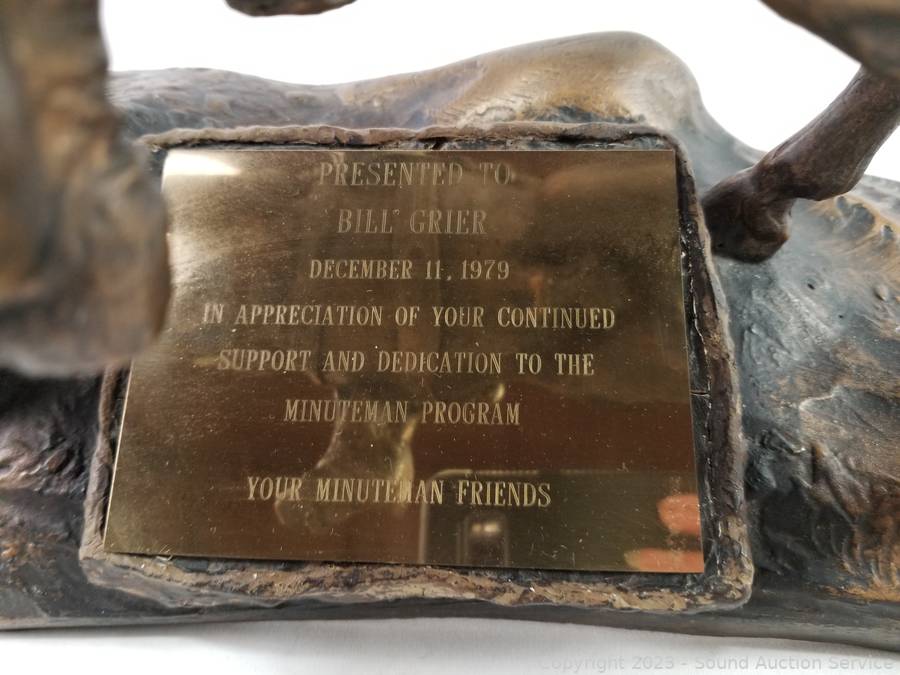 PRESENTED TO
BILL GRIER
DECEMBER 11, 1979
IN APPRECIATION OF YOUR CONTINUED
SUPPORT AND DEDICATION TO THE
MINUTEMAN PROGRAM
YOUR MINUTEMAN FRIENDS
Copyright 2023 - Sound Auction Service